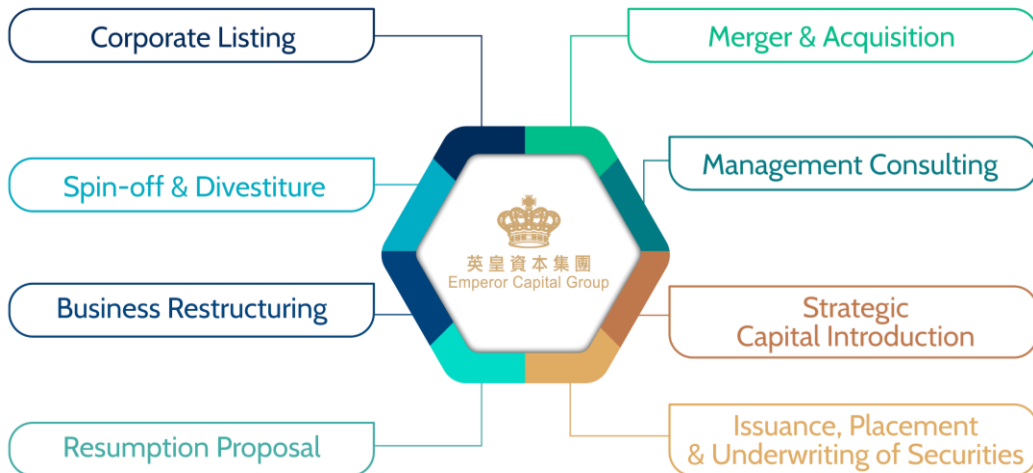 Corporate Listing
Merger & Acquisition
Spin-off & Divestiture
Management Consulting
英皇資本集團
Emperor Capital Group
Business Restructuring
Strategic
Capital Introduction
Resumption Proposal
Issuance, Placement
& Underwriting of Securities